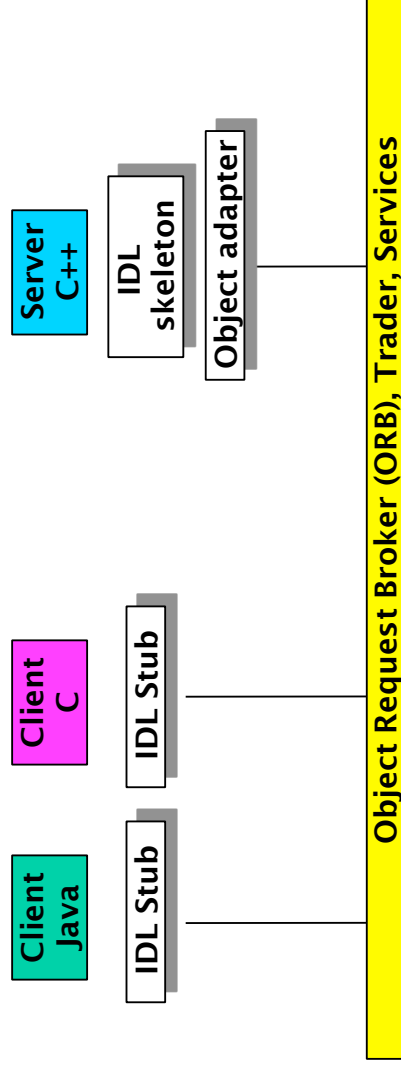 Client
Java
Client
C
Server
C++
IDL Stub
IDL Stub
IDL
skeleton
Object adapter
Object Request Broker (ORB), Trader, Services